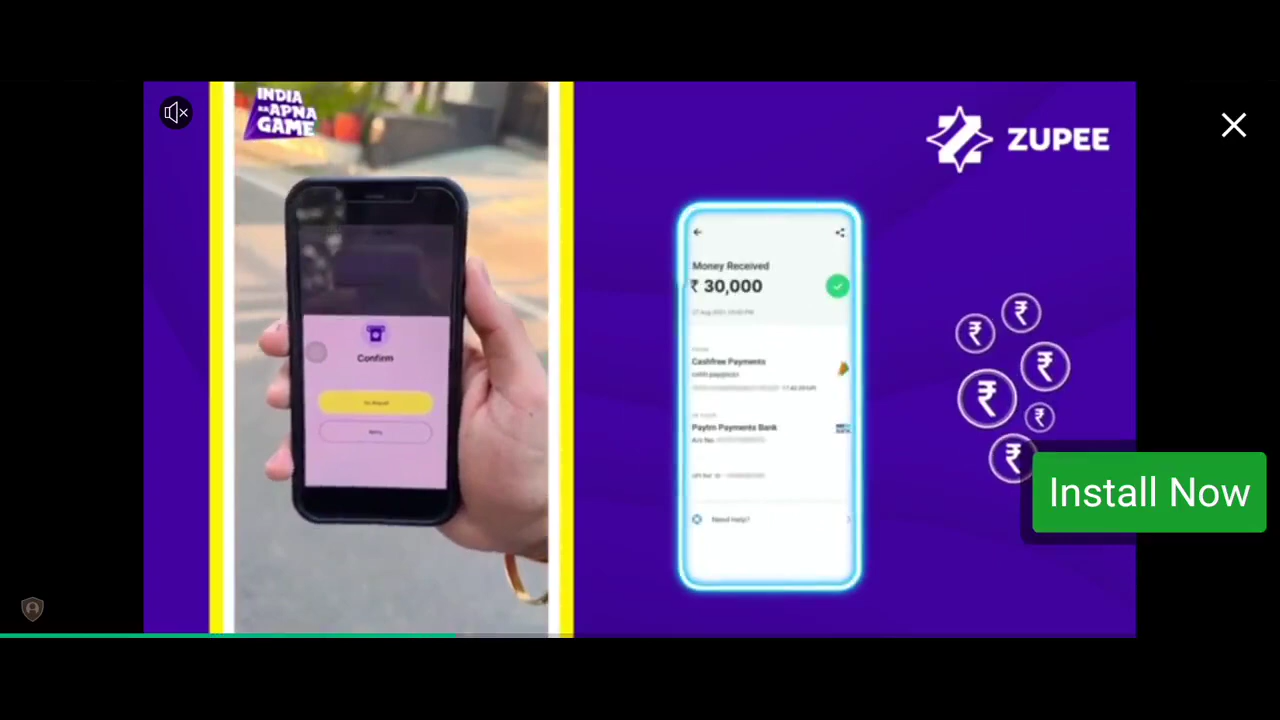 INDIA
KA APNA
GAME
ZUPEE
Confirm
Money Received
₹ 30,000
Cashfree Payments
Paytm Payments Bank
A/c No.
Need Help?
₹
₹
₹
₹
₹
₹
Install Now